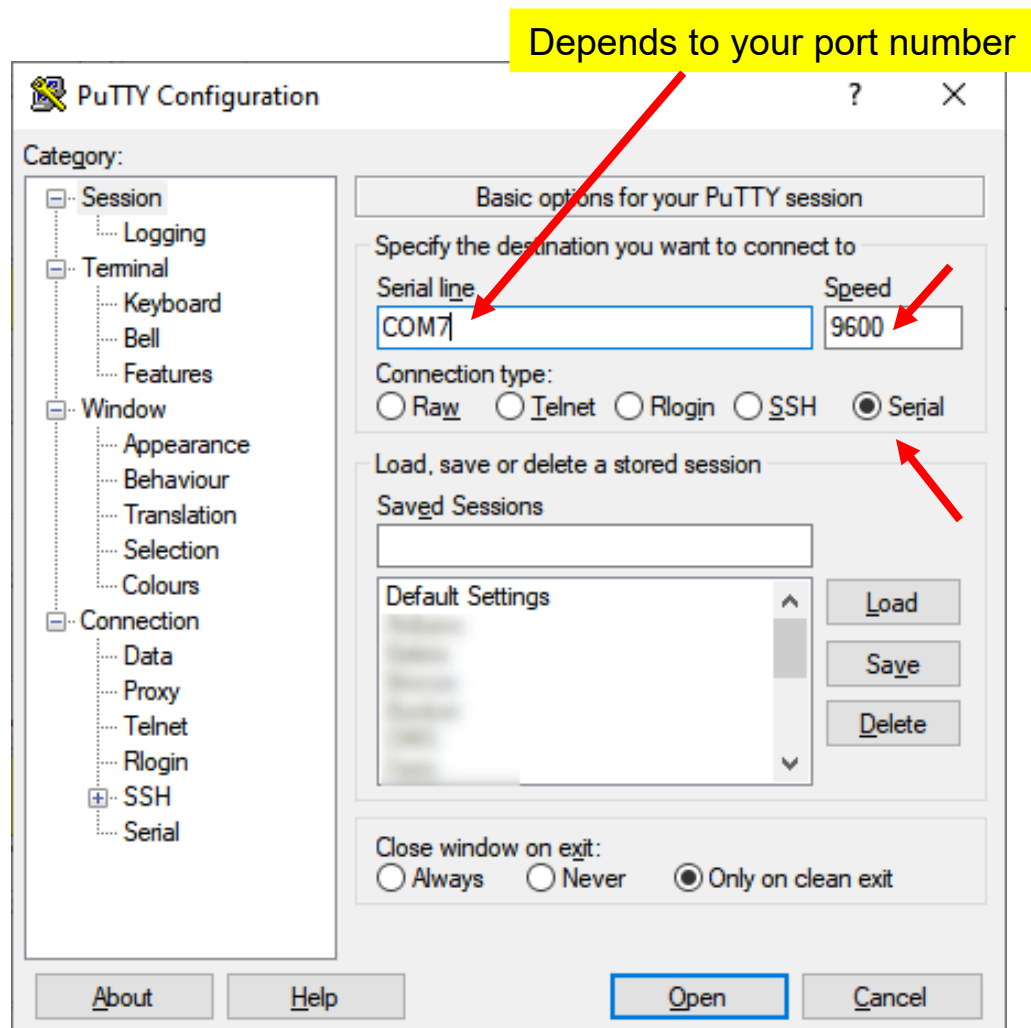 Depends to your port number
PuTTY Configuration
?
Category:
Session
Logging
Terminal
Keyboard
Bell
Features
Window
Appearance
Behaviour
Translation
Selection
Colours
Connection
Data
Proxy
Telnet
Rlogin
SSH
Serial
Basic options for your PuTTY session
Specify the destination you want to connect to
Serial line Speed
COM7 9600
Connection type:
Raw Telnet Rlogin SSH Serial
Load, save or delete a stored session
Saved Sessions
Default Settings
Load
Save
Delete
Close window on exit:
Always Never Only on clean exit
About Help Open Cancel